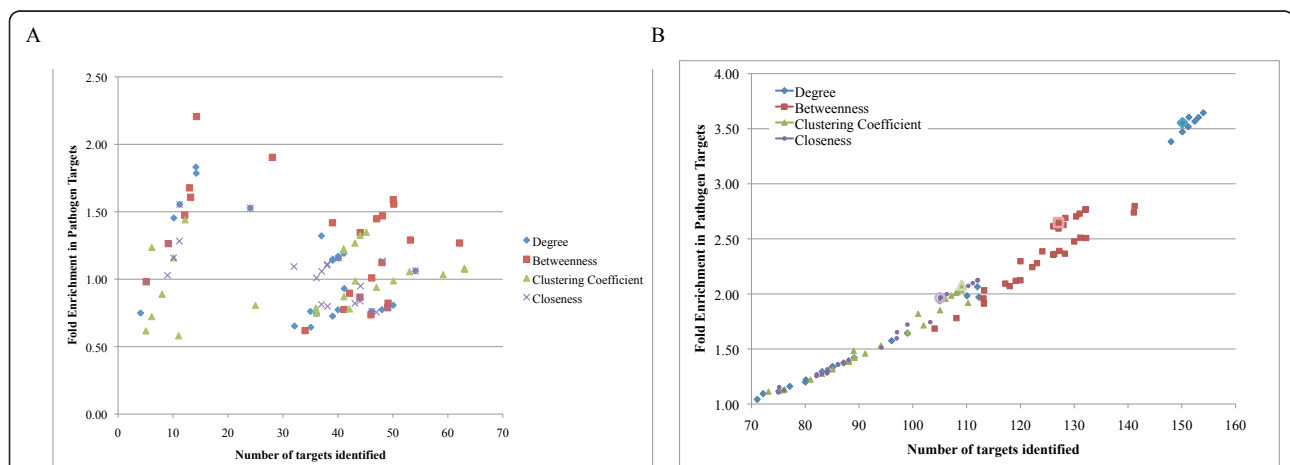 A
2.50
2.00
1.50
1.00
0.50
0.00
0 10 20 30 40 50 60 70
Fold Enrichment in Pathogen Targets
Number of targets identified
Degree
Betweenness
Clustering Coefficient
Closeness
B
4.00
3.50
3.00
2.50
2.00
1.50
1.00
70 80 90 100 110 120 130 140 150 160
Fold Enrichment in Pathogen Targets
Number of targets identified
Degree
Betweenness
Clustering Coefficient
Closeness